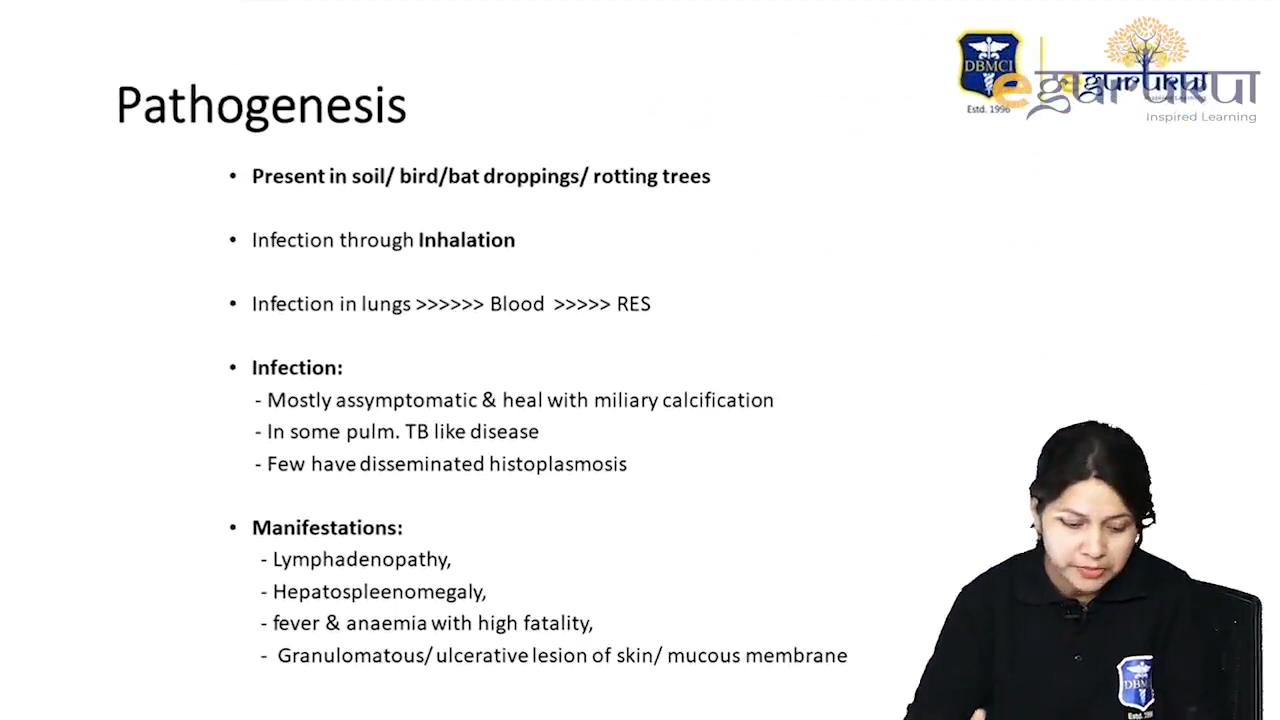 DBMCI
Estd. 1996
egurukul
Inspired Learning
Pathogenesis
• Present in soil/ bird/bat droppings/ rotting trees
• Infection through Inhalation
• Infection in lungs >>>>>> Blood >>>>> RES
• Infection:
- Mostly assymptomatic & heal with miliary calcification
- In some pulm. TB like disease
- Few have disseminated histoplasmosis
• Manifestations:
- Lymphadenopathy,
- Hepatospleenomegaly,
- fever & anaemia with high fatality,
- Granulomatous/ ulcerative lesion of skin/ mucous membrane